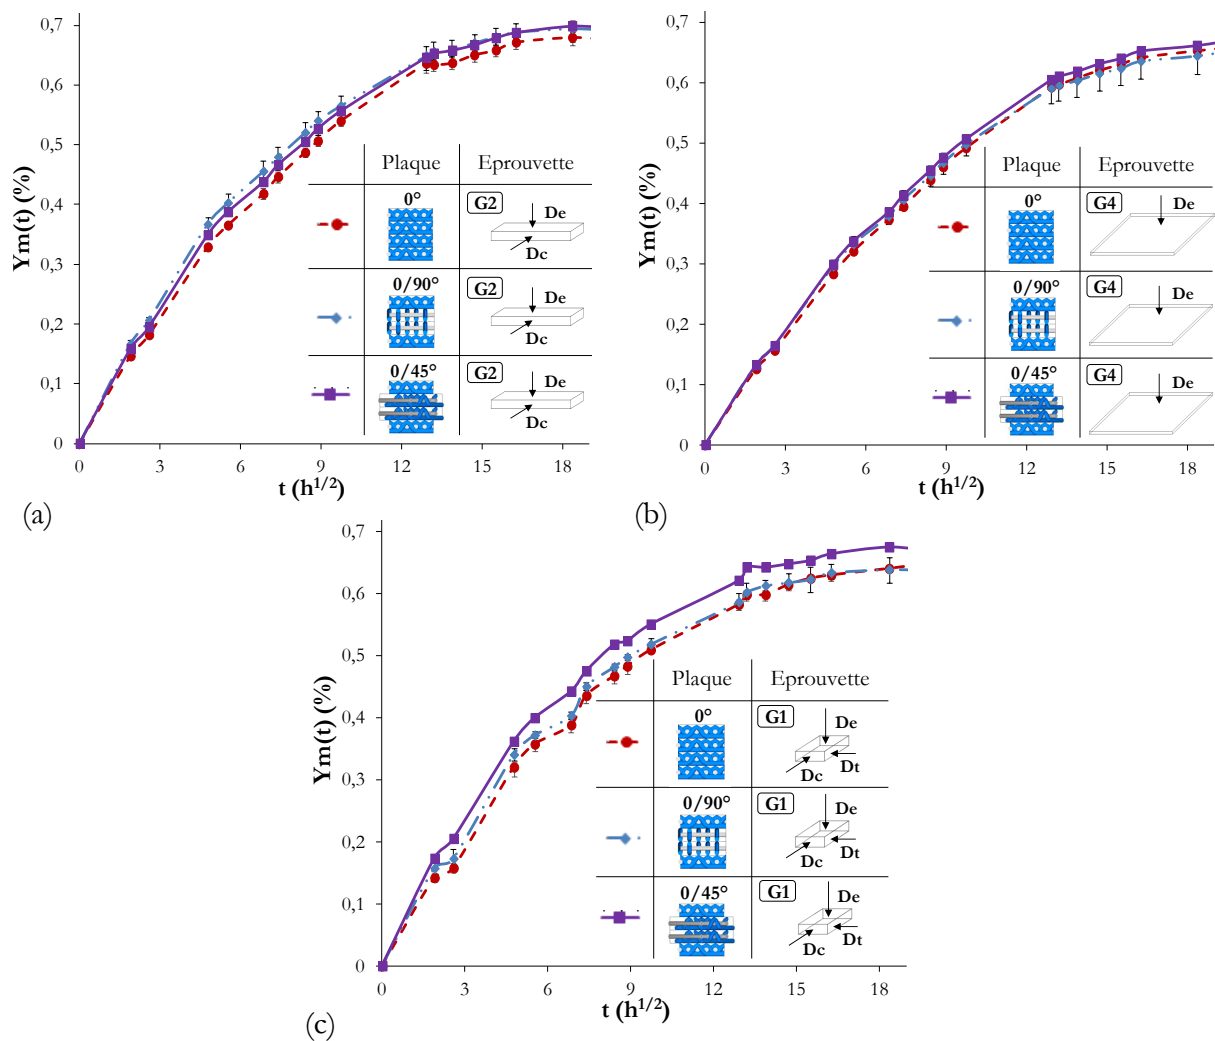 0,7
0,6
0,5
0,4
0,3
0,2
0,1
0
Ym(t) (%)
0 3 6 9 12 15 18
t (h1/2)
Plaque Eprouvette
0° G2 De Dc
0/90° G2 De Dc
0/45° G2 De Dc
(a)
0,7
0,6
0,5
0,4
0,3
0,2
0,1
0
Ym(t) (%)
0 3 6 9 12 15 18
t (h1/2)
Plaque Eprouvette
0° G4 De
0/90° G4 De
0/45° G4 De
(b)
0,7
0,6
0,5
0,4
0,3
0,2
0,1
0
Ym(t) (%)
0 3 6 9 12 15 18
t (h1/2)
Plaque Eprouvette
0° G1 De Dt Dc
0/90° G1 De Dt Dc
0/45° G1 De Dt Dc
(c)